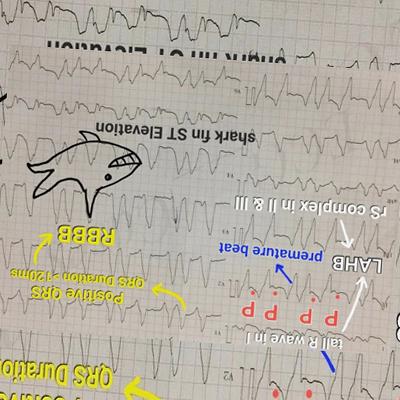 QRS Duration
V2
tall R wave in I
P P P P
LAHB
premature beat
rS complex in II & III
Positive QRS
QRS Duration >120ms
RBBB
shark fin ST Elevation
shark fin ST Elevation